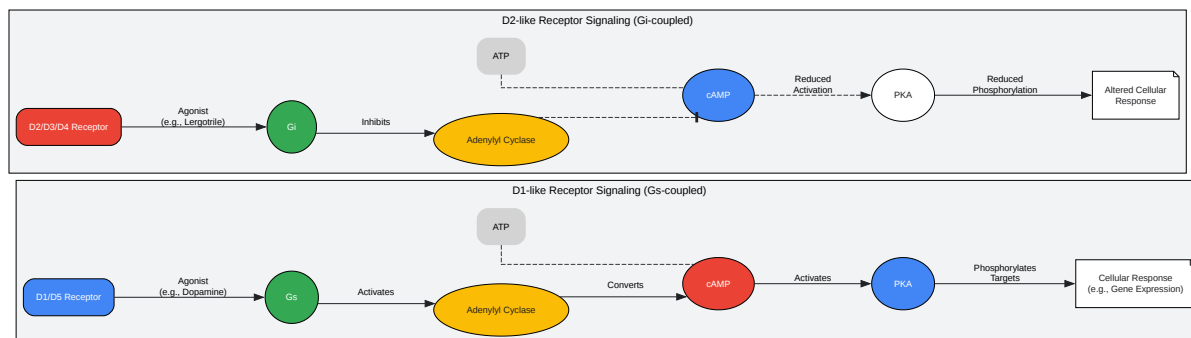 D2-like Receptor Signaling (Gi-coupled)
ATP
D2/D3/D4 Receptor
Agonist
(e.g., Lergotrile)
Gi
Inhibits
Adenylyl Cyclase
cAMP
Reduced
Activation
PKA
Reduced
Phosphorylation
Altered Cellular
Response
D1-like Receptor Signaling (Gs-coupled)
ATP
D1/D5 Receptor
Agonist
(e.g., Dopamine)
Gs
Activates
Adenylyl Cyclase
Converts
cAMP
Activates
PKA
Phosphorylates
Targets
Cellular Response
(e.g., Gene Expression)